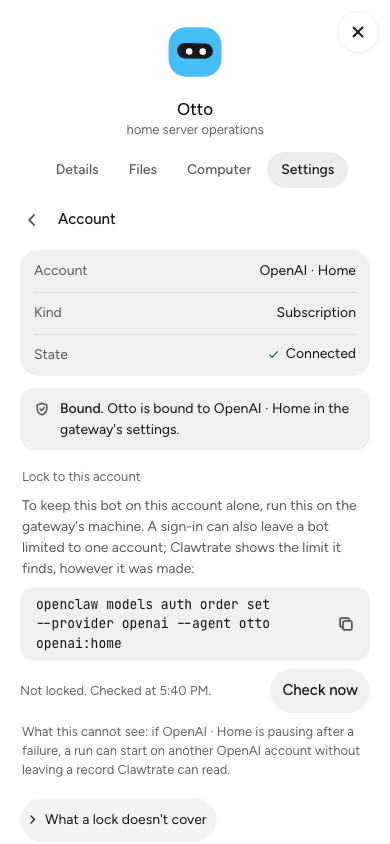 Otto
home server operations
Details Files Computer Settings
Account
Account OpenAI · Home
Kind Subscription
State Connected
Bound. Otto is bound to OpenAI · Home in the
gateway's settings.
Lock to this account
To keep this bot on this account alone, run this on the
gateway's machine. A sign-in can also leave a bot
limited to one account; Clawtrate shows the limit it
finds, however it was made:
openclaw models auth order set
--provider openai --agent otto
openai:home
Not locked. Checked at 5:40 PM. Check now
What this cannot see: if OpenAI · Home is pausing after a
failure, a run can start on another OpenAI account without
leaving a record Clawtrate can read.
What a lock doesn't cover